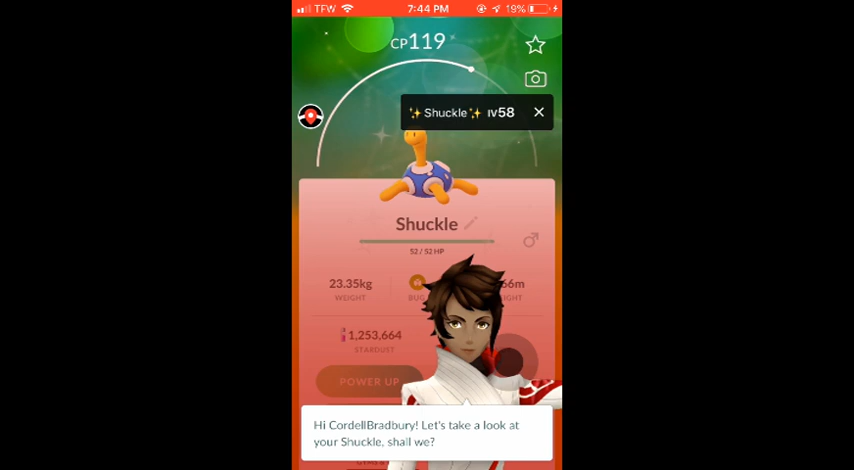 TFW 7:44 PM 19%
CP119
✨Shuckle✨ IV58 ✕
Shuckle
52 / 52 HP
23.35kg
WEIGHT
BUG
1,253,664
STARDUST
POWER UP
Hi CordellBradbury! Let's take a look at
your Shuckle, shall we?